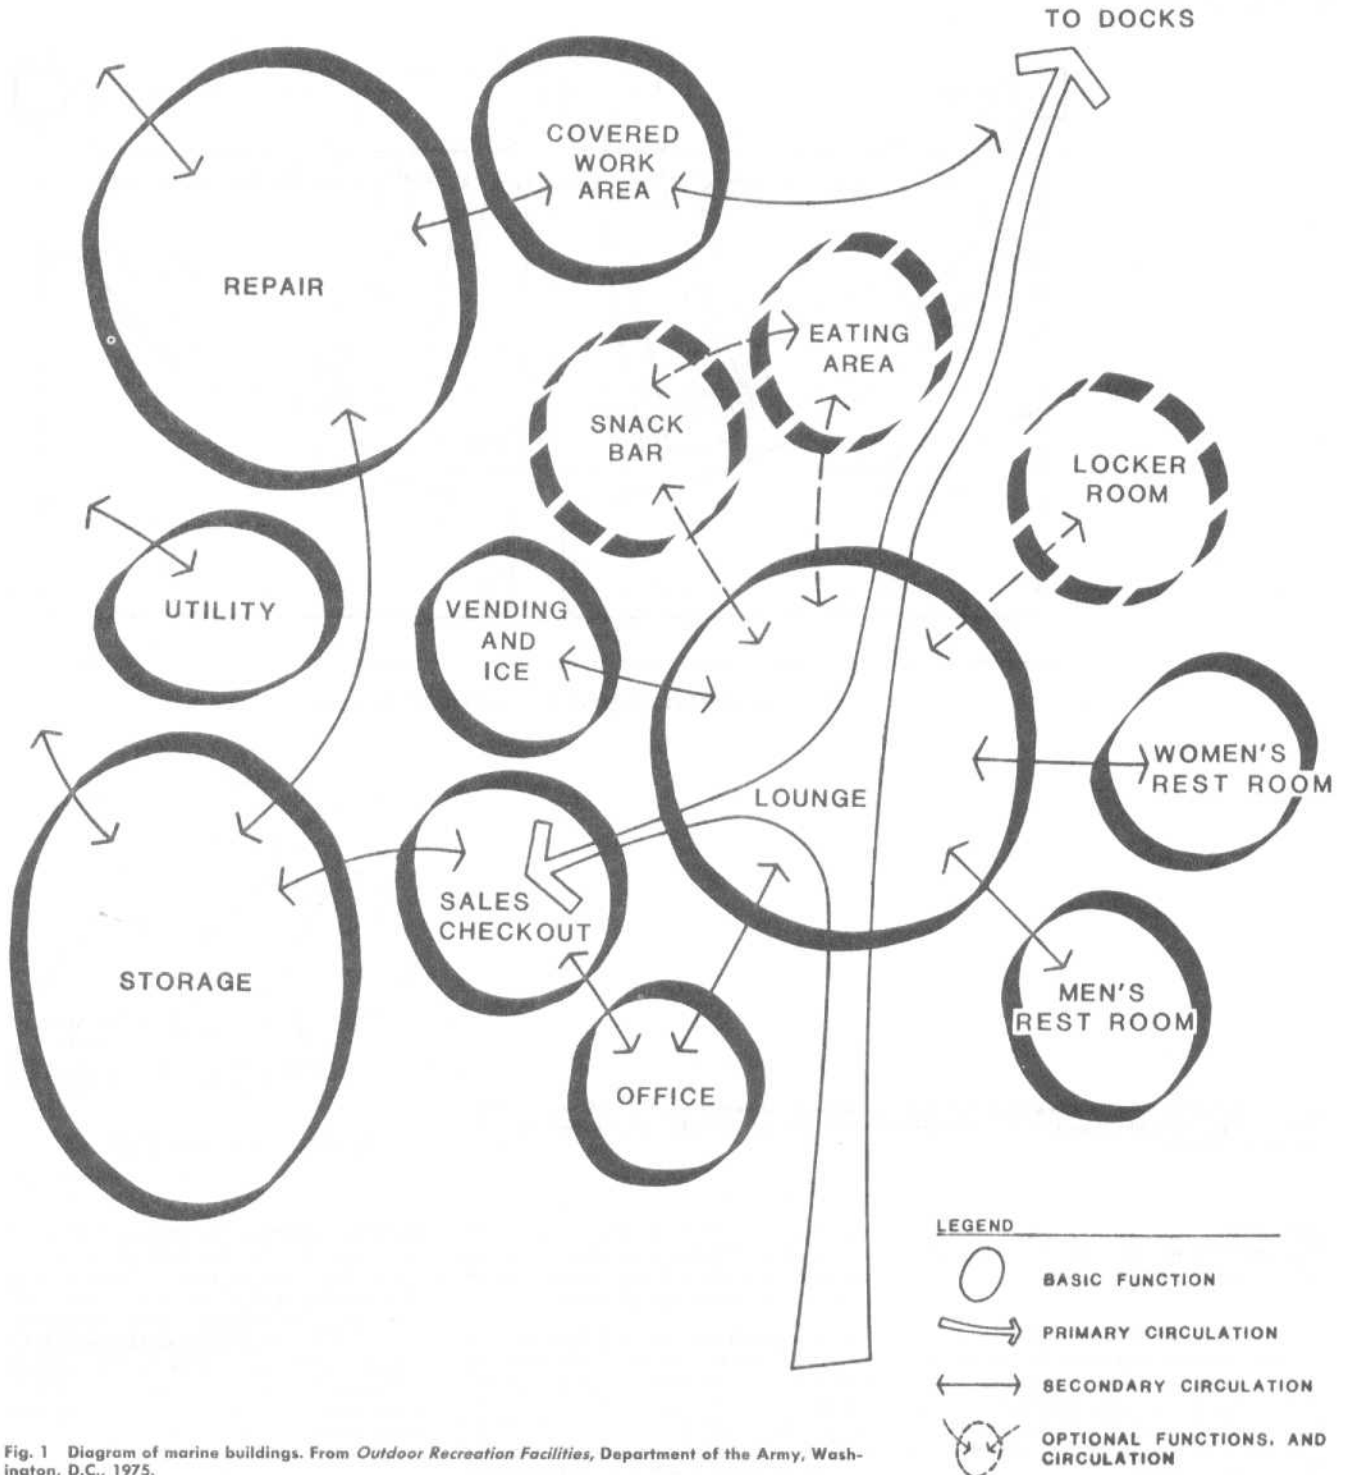 TO DOCKS
COVERED
WORK
AREA
REPAIR
EATING
AREA
SNACK
BAR
LOCKER
ROOM
UTILITY
VENDING
AND
ICE
WOMEN'S
REST ROOM
LOUNGE
SALES
CHECKOUT
STORAGE
MEN'S
REST ROOM
OFFICE
LEGEND
BASIC FUNCTION
PRIMARY CIRCULATION
SECONDARY CIRCULATION
OPTIONAL FUNCTIONS. AND
CIRCULATION
Fig. 1 Diagram of marine buildings. From Outdoor Recreation Facilities, Department of the Army, Wash-
ington, D.C., 1975.